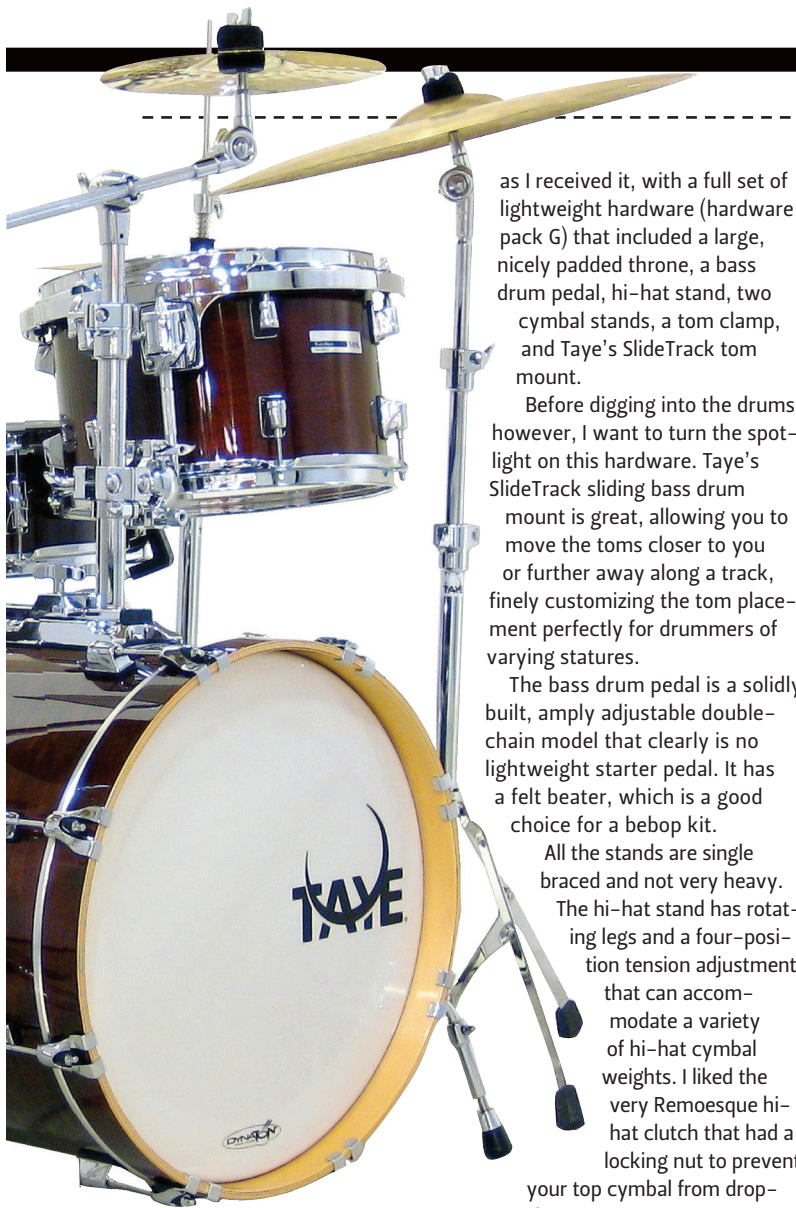 as I received it, with a full set of
lightweight hardware (hardware
pack G) that included a large,
nicely padded throne, a bass
drum pedal, hi-hat stand, two
cymbal stands, a tom clamp,
and Taye's SlideTrack tom
mount.
Before digging into the drums
however, I want to turn the spot-
light on this hardware. Taye's
SlideTrack sliding bass drum
mount is great, allowing you to
move the toms closer to you
or further away along a track,
finely customizing the tom place-
ment perfectly for drummers of
varying statures.
The bass drum pedal is a solidly
built, amply adjustable double-
chain model that clearly is no
lightweight starter pedal. It has
a felt beater, which is a good
choice for a bebop kit.
All the stands are single
braced and not very heavy.
The hi-hat stand has rotat-
ing legs and a four-posi-
tion tension adjustment
that can accom-
modate a variety
of hi-hat cymbal
weights. I liked the
very Remoesque hi-
hat clutch that had a
locking nut to prevent
your top cymbal from drop-
TAYE
TAYE
DYNATON